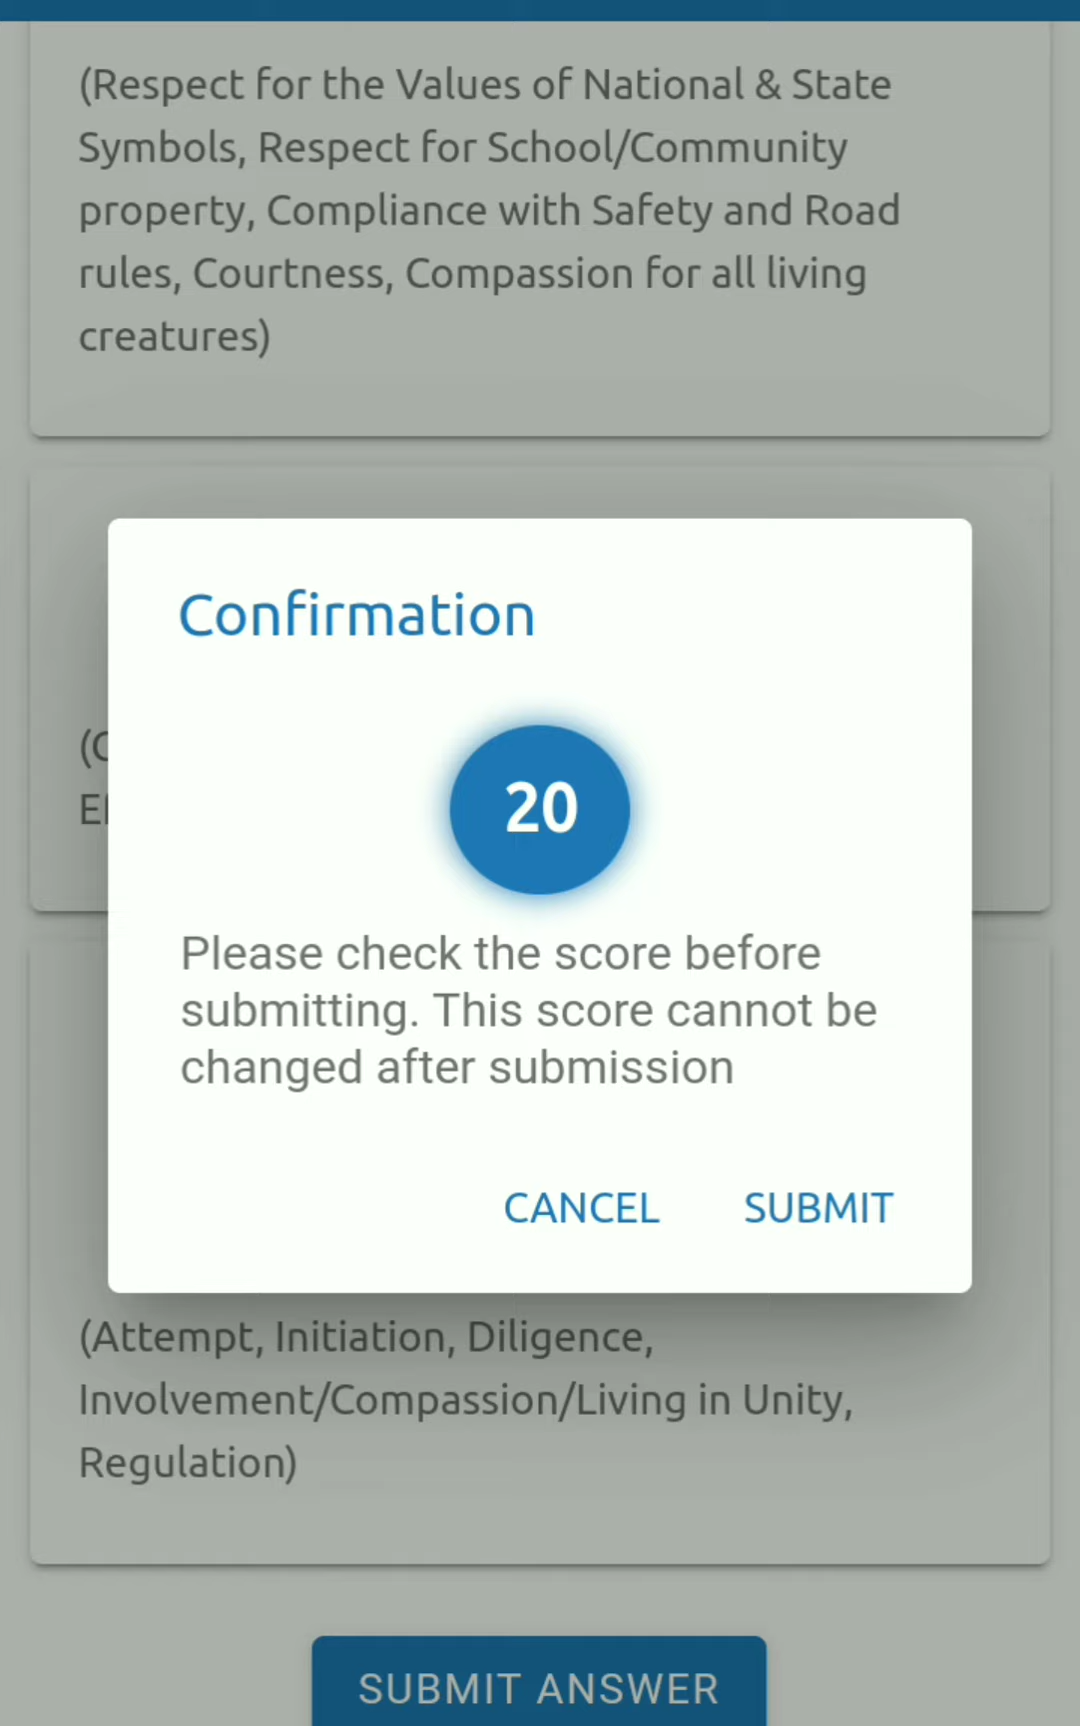 (Respect for the Values of National & State
Symbols, Respect for School/Community
property, Compliance with Safety and Road
rules, Courtness, Compassion for all living
creatures)
Confirmation
20
Please check the score before
submitting. This score cannot be
changed after submission
CANCEL SUBMIT
(Attempt, Initiation, Diligence,
Involvement/Compassion/Living in Unity,
Regulation)
SUBMIT ANSWER